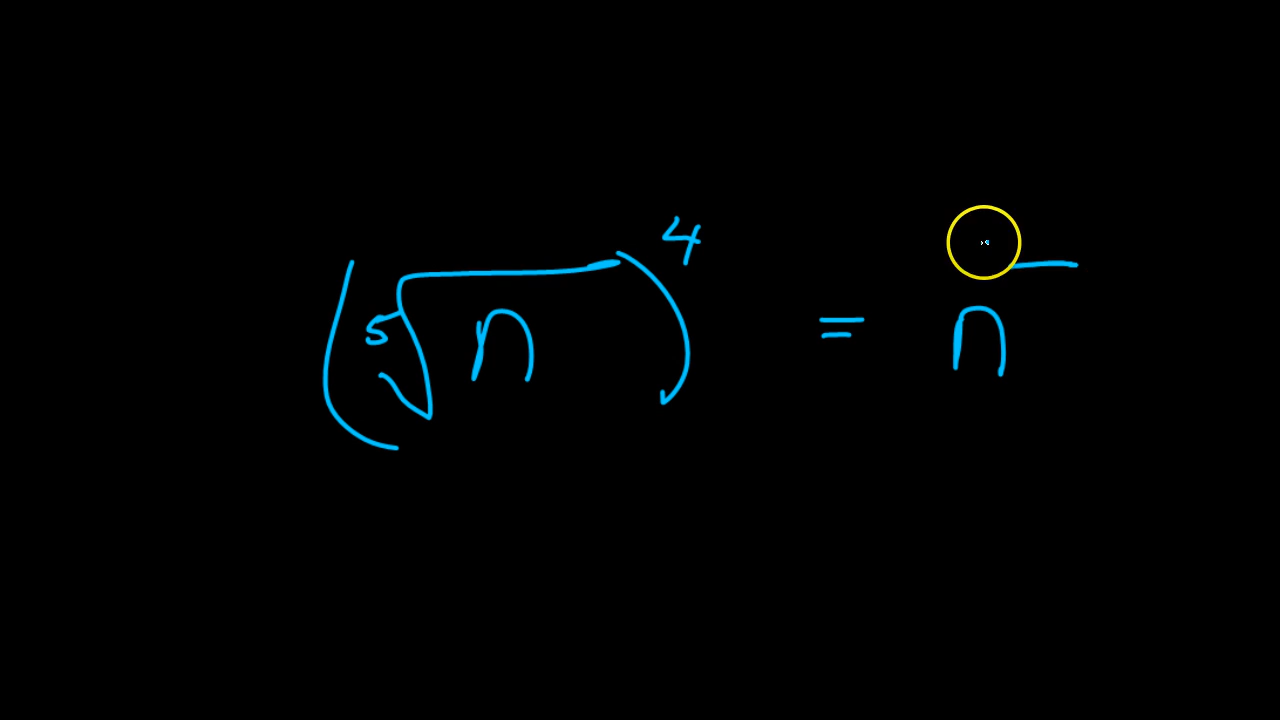 (⁵√n)⁴ = n